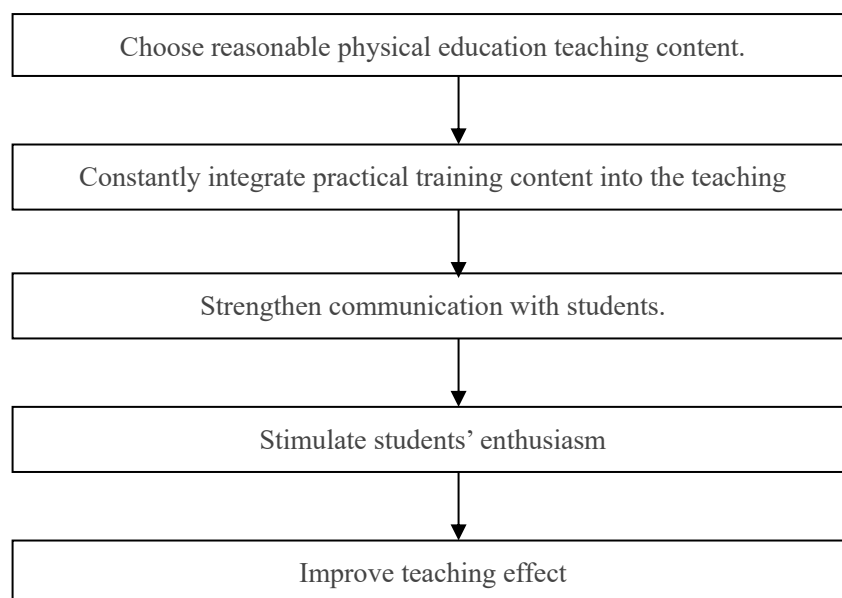 Choose reasonable physical education teaching content.
Constantly integrate practical training content into the teaching
Strengthen communication with students.
Stimulate students’ enthusiasm
Improve teaching effect